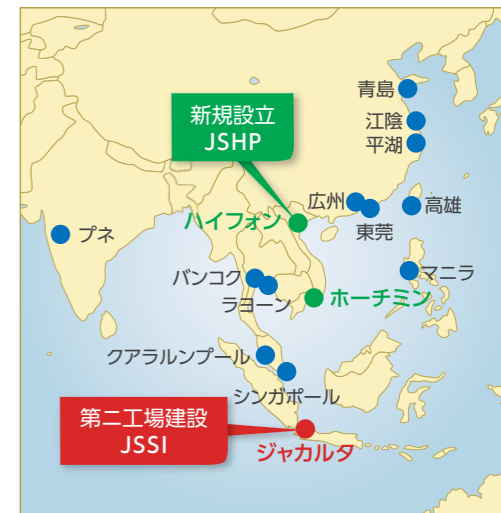 青島
江陰
平湖
新規設立
JSHP
広州
高雄
東莞
ハイフォン
プネ
バンコク
マニラ
ラヨーン
ホーチミン
クアラルンプール
シンガポール
第二工場建設
JSSI
ジャカルタ